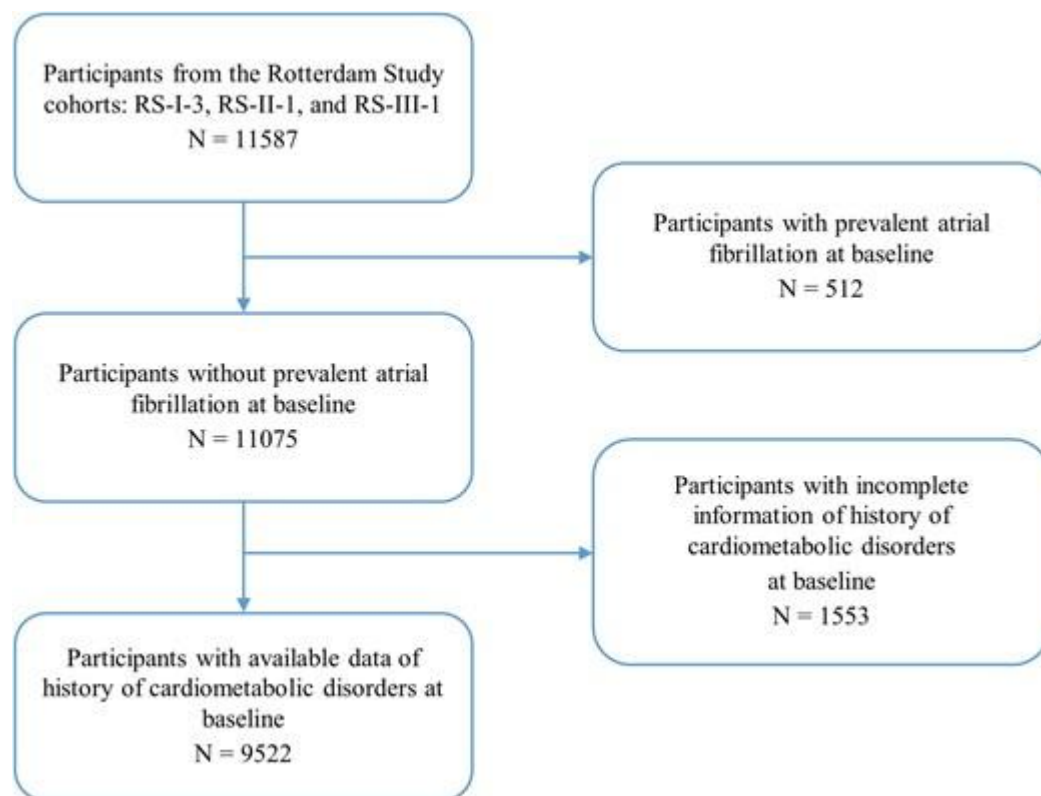 Participants from the Rotterdam Study
cohorts: RS-I-3, RS-II-1, and RS-III-1
N = 11587
Participants with prevalent atrial
fibrillation at baseline
N = 512
Participants without prevalent atrial
fibrillation at baseline
N = 11075
Participants with incomplete
information of history of
cardiometabolic disorders
at baseline
N = 1553
Participants with available data of
history of cardiometabolic disorders at
baseline
N = 9522